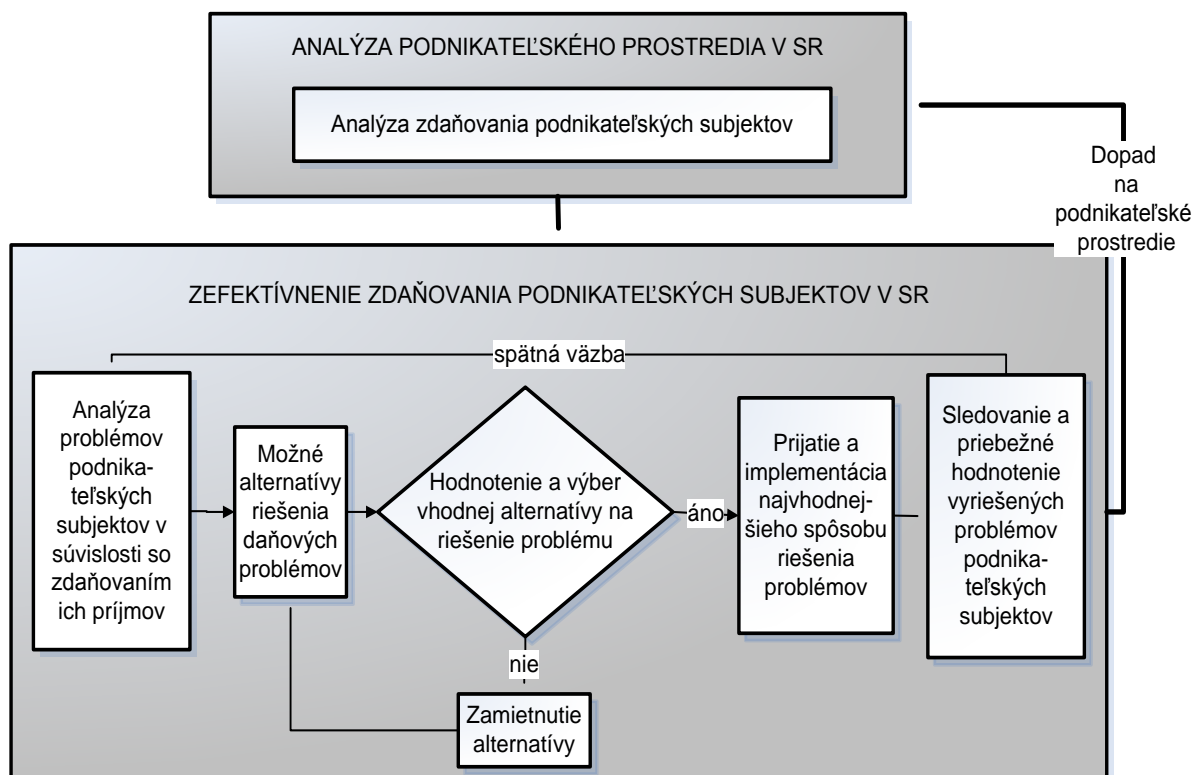 ANALÝZA PODNIKATEĽSKÉHO PROSTREDIA V SR
Analýza zdaňovania podnikateľských subjektov
Dopad
na
podnikateľské
prostredie
ZEFEKTÍVNENIE ZDAŇOVANIA PODNIKATEĽSKÝCH SUBJEKTOV V SR
spätná väzba
Analýza
problémov
podnika-
teľských
subjektov v
súvislosti so
zdaňovaním
ich príjmov
Možné
alternatívy
riešenia
daňových
problémov
Hodnotenie a výber
vhodnej alternatívy na
riešenie problému
áno
Prijatie a
implementácia
najvhodnej-
šieho spôsobu
riešenia
problémov
Sledovanie a
priebežné
hodnotenie
vyriešených
problémov
podnika-
teľských
subjektov
nie
Zamietnutie
alternatívy